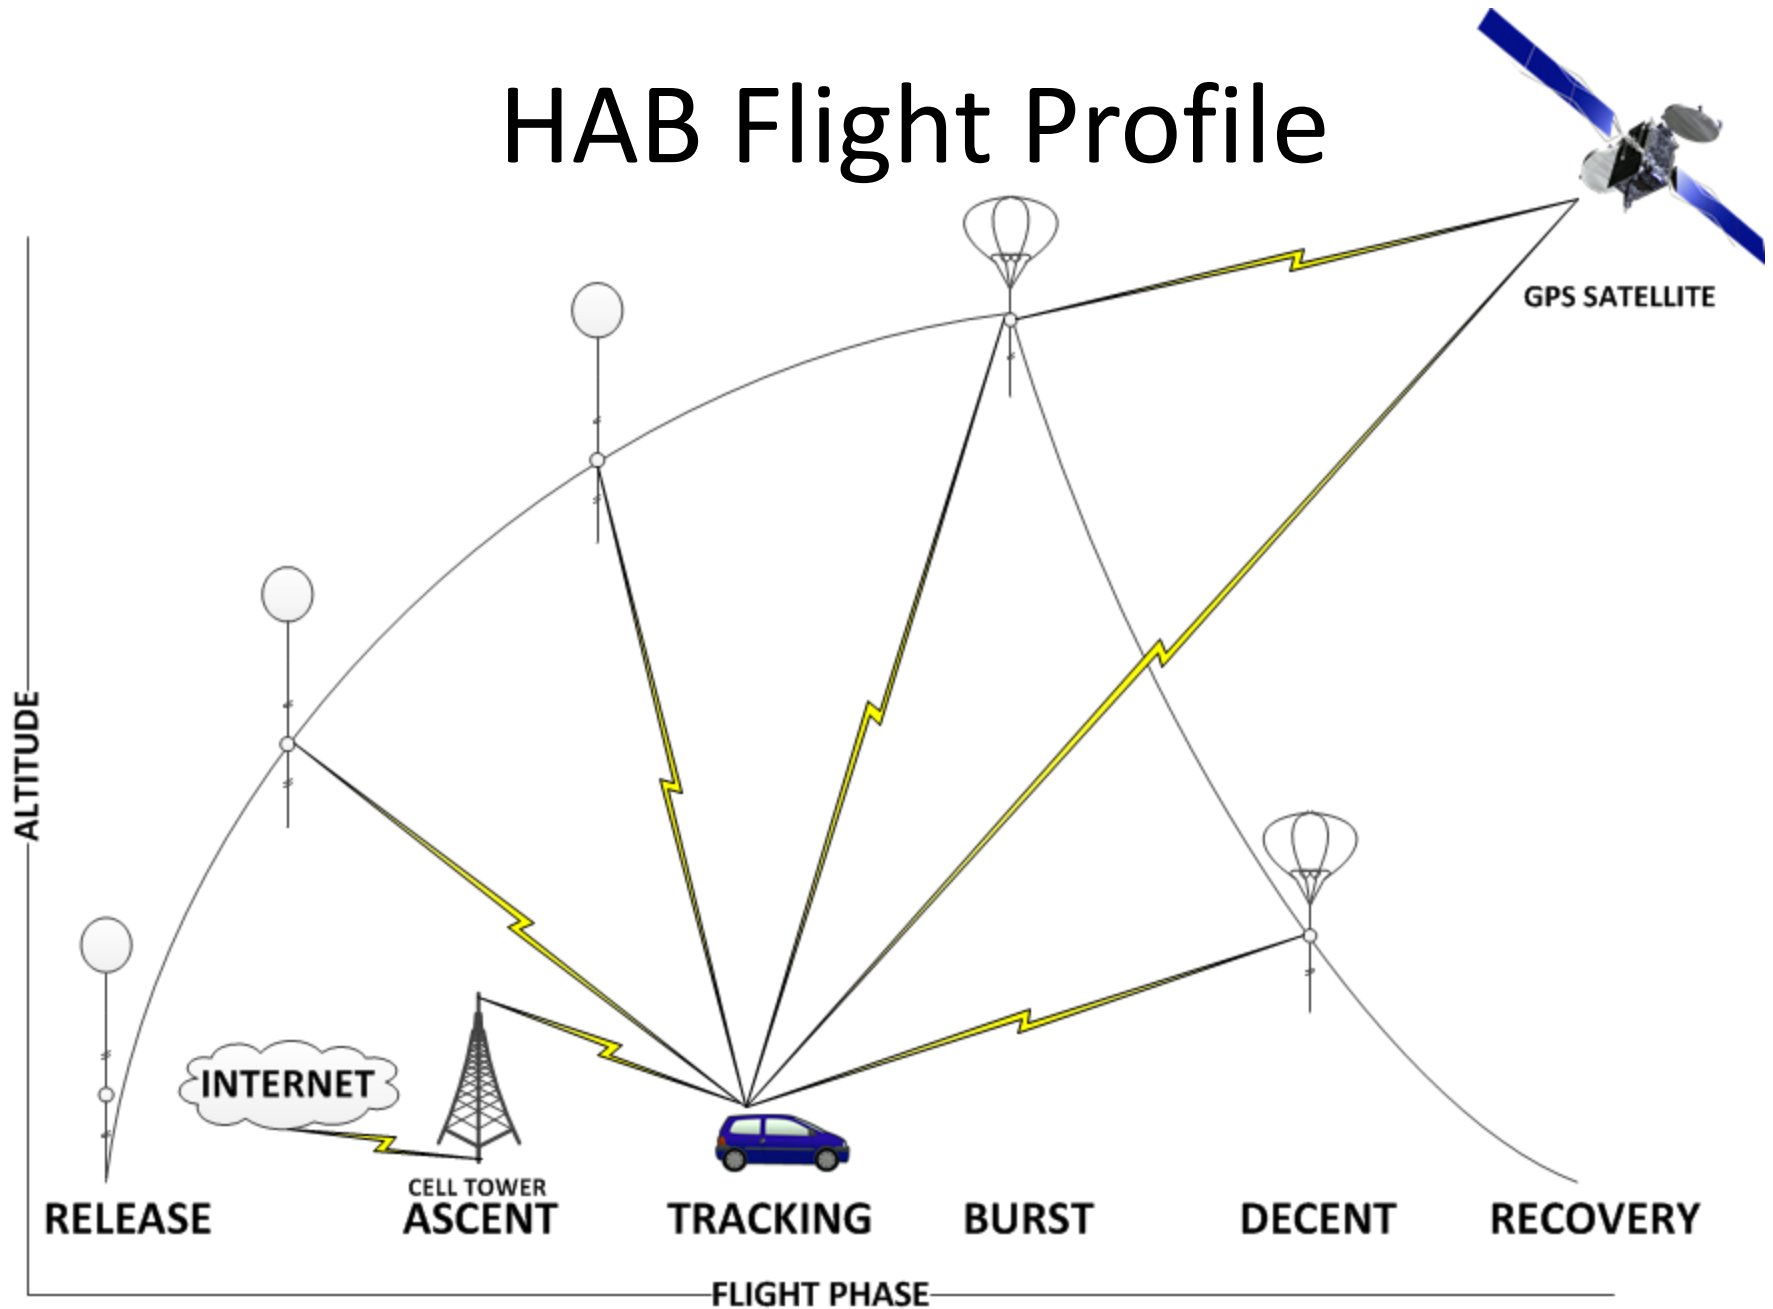 HAB Flight Profile
GPS SATELLITE
ALTITUDE
INTERNET
CELL TOWER
RELEASE ASCENT TRACKING BURST DECENT RECOVERY
FLIGHT PHASE